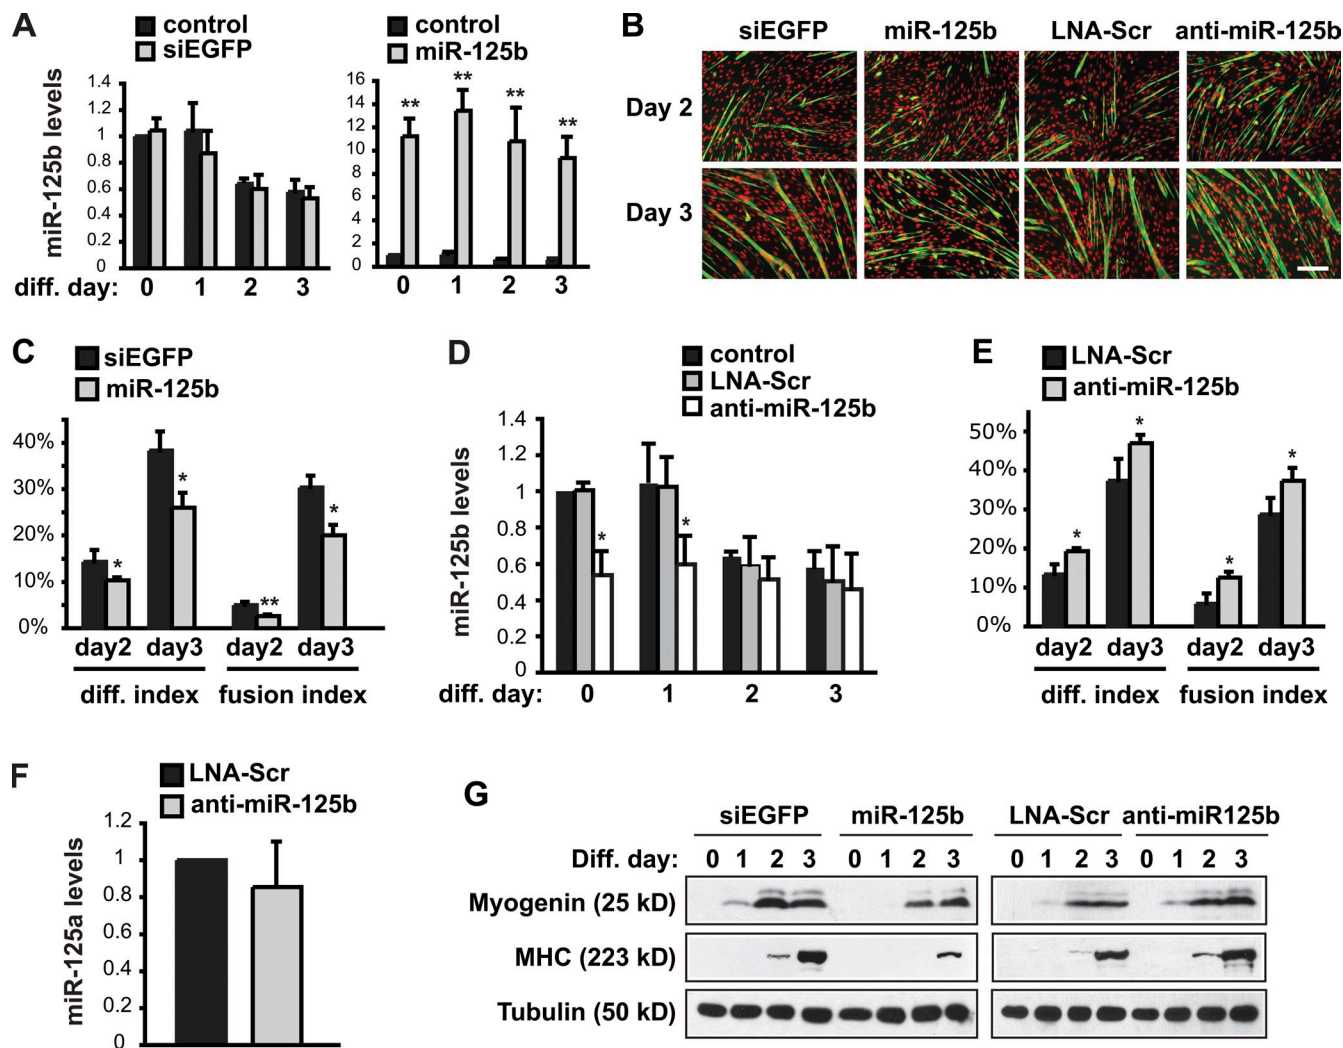 A
control
siEGFP
control
miR-125b
miR-125b levels
1.4
1.2
1
0.8
0.6
0.4
0.2
0
16
14
12
10
8
6
4
2
0
** ** ** **
diff. day: 0 1 2 3 0 1 2 3
B
siEGFP miR-125b LNA-Scr anti-miR-125b
Day 2
Day 3
C
siEGFP
miR-125b
40%
30%
20%
10%
0%
* * ** *
day2 day3 day2 day3
diff. index fusion index
D
control
LNA-Scr
anti-miR-125b
miR-125b levels
1.4
1.2
1
0.8
0.6
0.4
0.2
0
* *
diff. day: 0 1 2 3
E
LNA-Scr
anti-miR-125b
50%
40%
30%
20%
10%
0%
* * * *
day2 day3 day2 day3
diff. index fusion index
F
LNA-Scr
anti-miR-125b
miR-125a levels
1.2
1
0.8
0.6
0.4
0.2
0
G
siEGFP miR-125b LNA-Scr anti-miR125b
Diff. day: 0 1 2 3 0 1 2 3 0 1 2 3 0 1 2 3
Myogenin (25 kD)
MHC (223 kD)
Tubulin (50 kD)